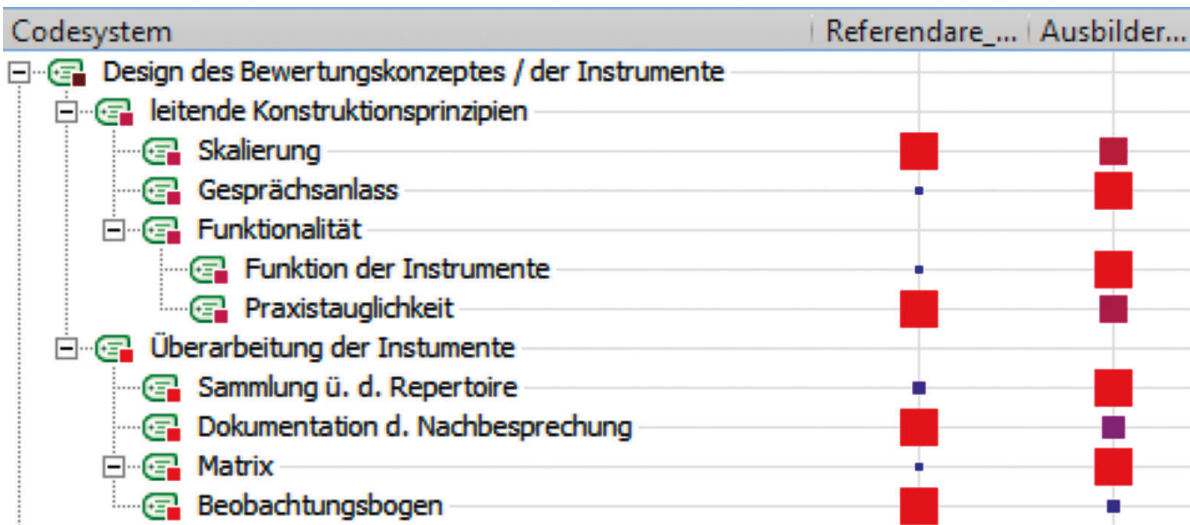 Codesystem Referendare_... Ausbilder...
Design des Bewertungskonzeptes / der Instrumente
leitende Konstruktionsprinzipien
Skalierung
Gesprächsanlass
Funktionalität
Funktion der Instrumente
Praxistauglichkeit
Überarbeitung der Instumente
Sammlung ü. d. Repertoire
Dokumentation d. Nachbesprechung
Matrix
Beobachtungsbogen